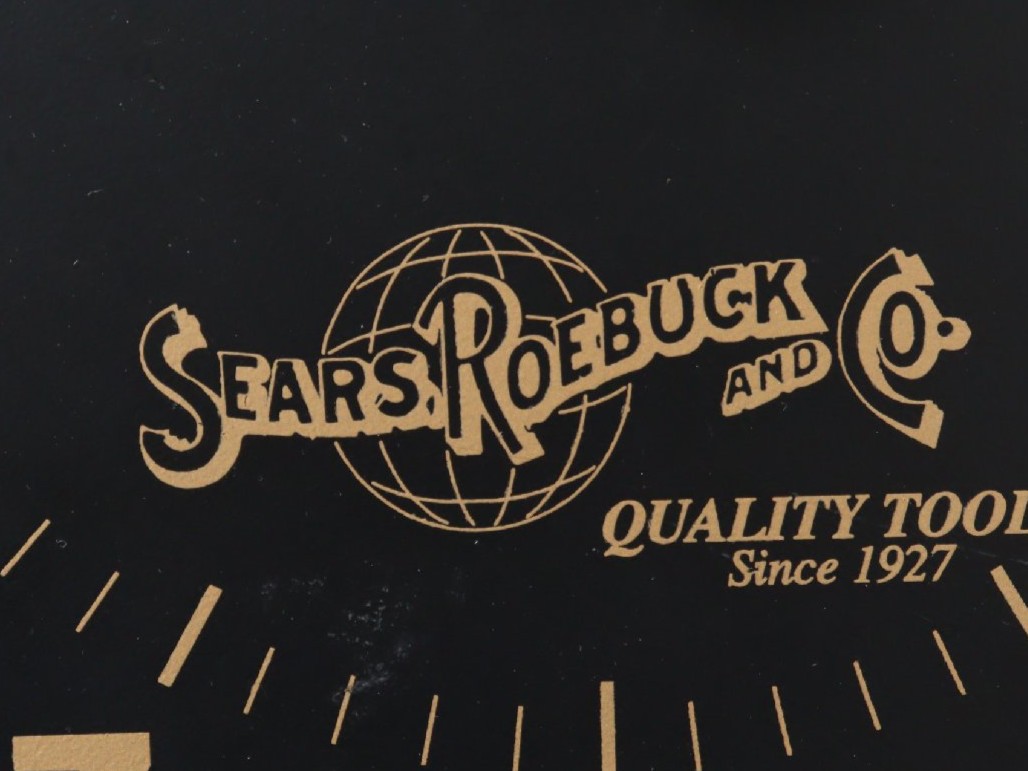 SEARS, ROEBUCK AND CO.
QUALITY TOOL
Since 1927